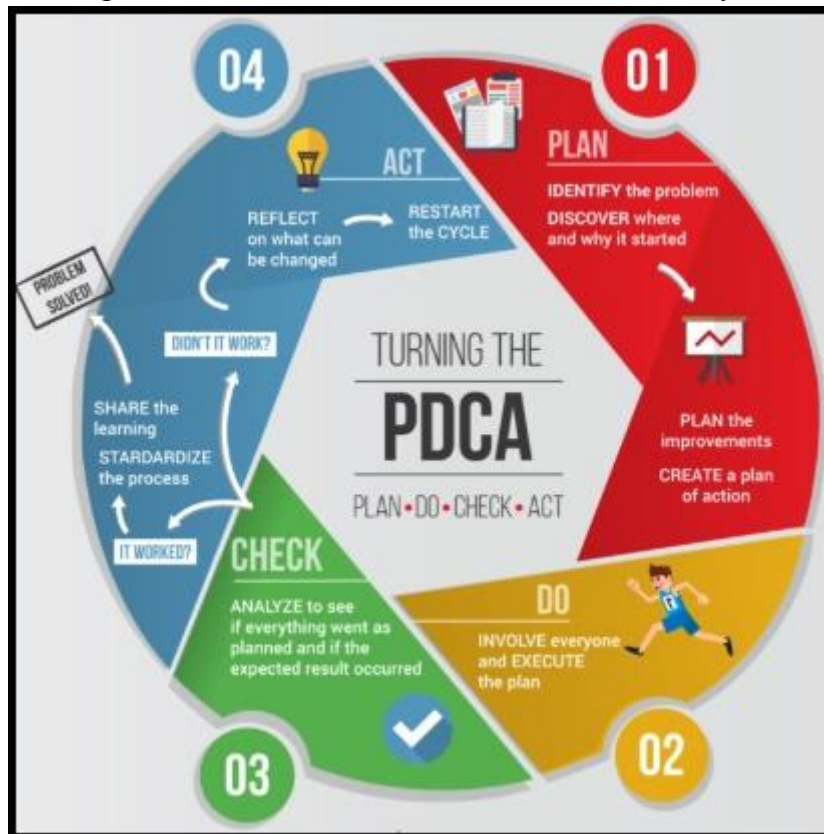 01
PLAN
IDENTIFY the problem
DISCOVER where
and why it started
PLAN the
improvements
CREATE a plan
of action
02
DO
INVOLVE everyone
and EXECUTE
the plan
03
CHECK
ANALYZE to see
if everything went as
planned and if the
expected result occurred
04
ACT
IT WORKED?
STARDARDIZE
the process
SHARE the
learning
PROBLEM
SOLVED!
DIDN'T IT WORK?
REFLECT
on what can
be changed
RESTART
the CYCLE
TURNING THE
PDCA
PLAN•DO•CHECK•ACT